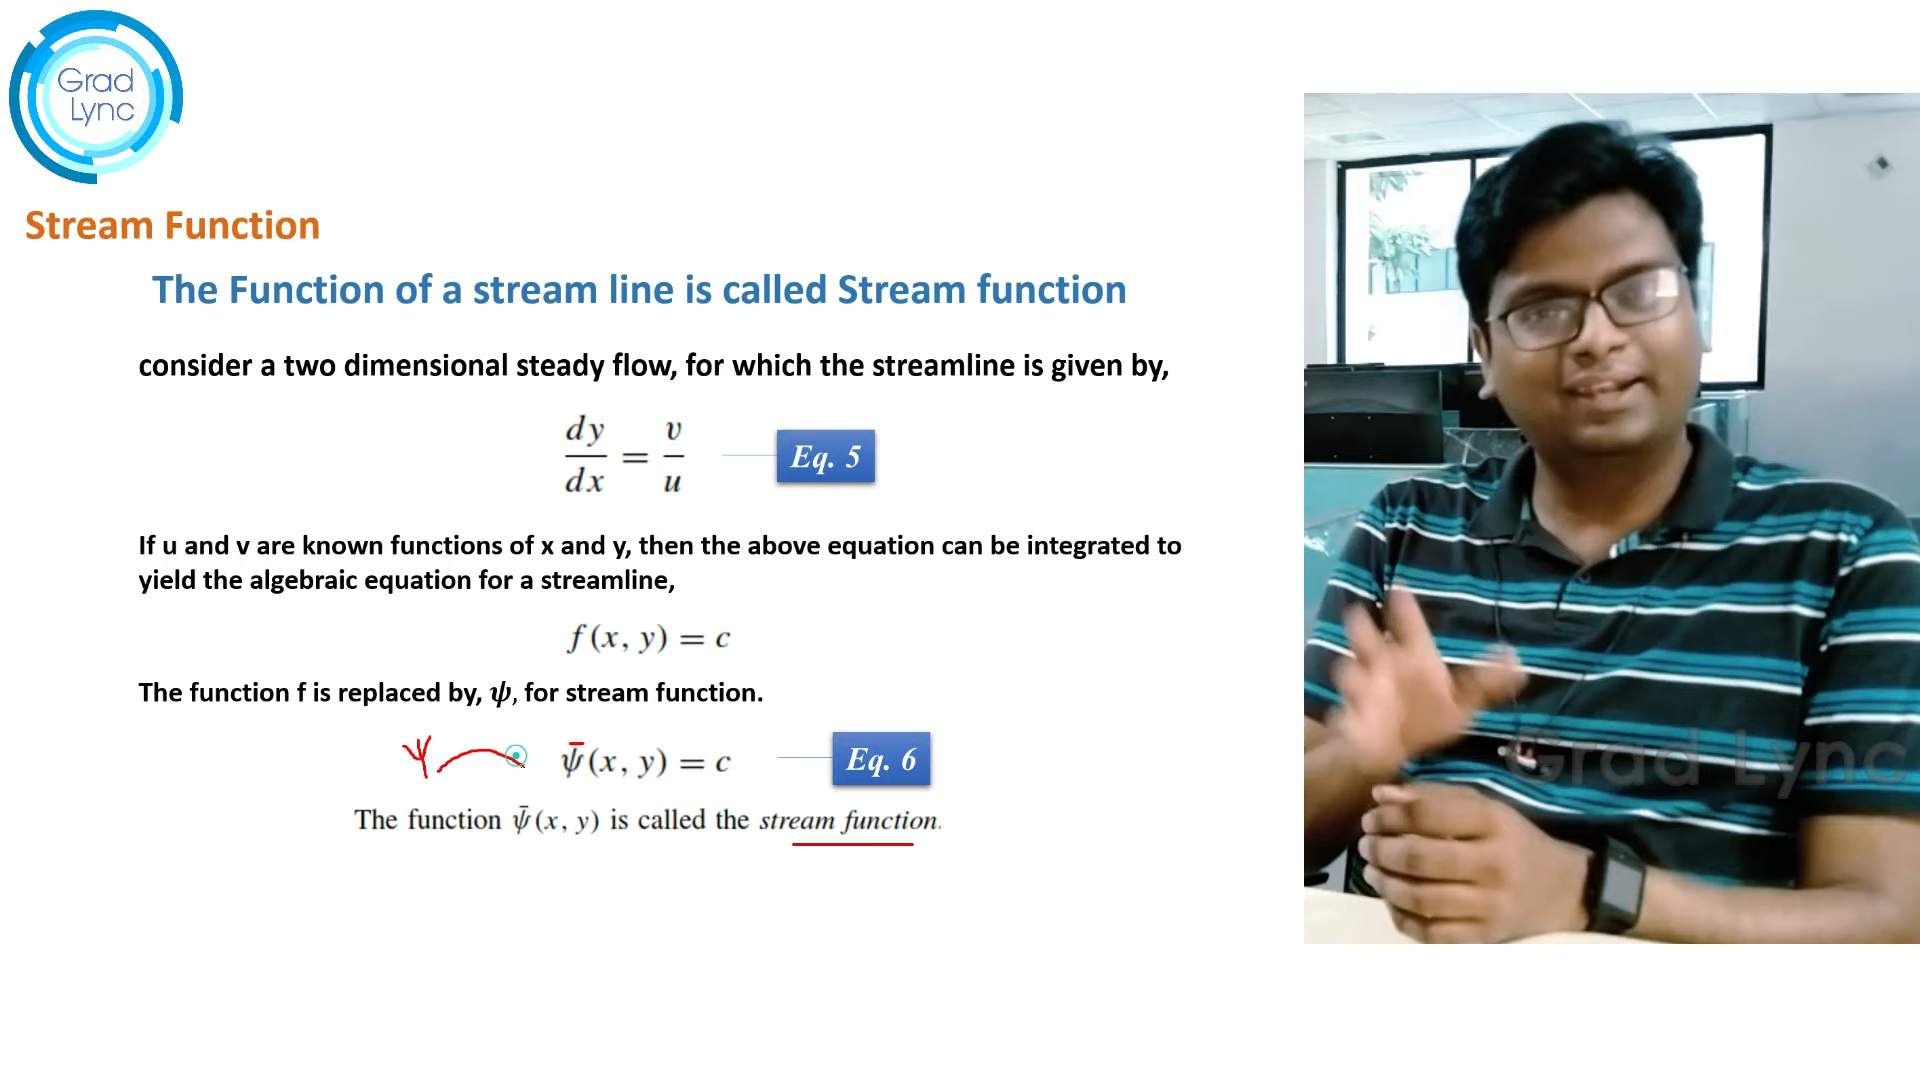 Grad
Lync
Stream Function
The Function of a stream line is called Stream function
consider a two dimensional steady flow, for which the streamline is given by,
dy/dx = v/u
Eq. 5
If u and v are known functions of x and y, then the above equation can be integrated to
yield the algebraic equation for a streamline,
f(x, y) = c
The function f is replaced by, ψ, for stream function.
ψ
ψ̄(x, y) = c
Eq. 6
The function ψ̄(x, y) is called the stream function.
Grad Lync